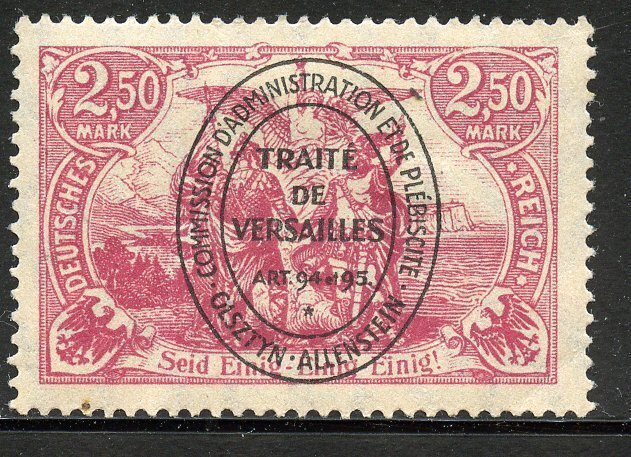 2,50
MARK
2,50
MARK
DEUTSCHES
REICH
COMMISSION D'ADMINISTRATION ET DE PLÉBISCITE
TRAITÉ
DE
VERSAILLES
ART. 94 et 95.
*
OLSZTYN · ALLENSTEIN
Seid Einig! Einig!